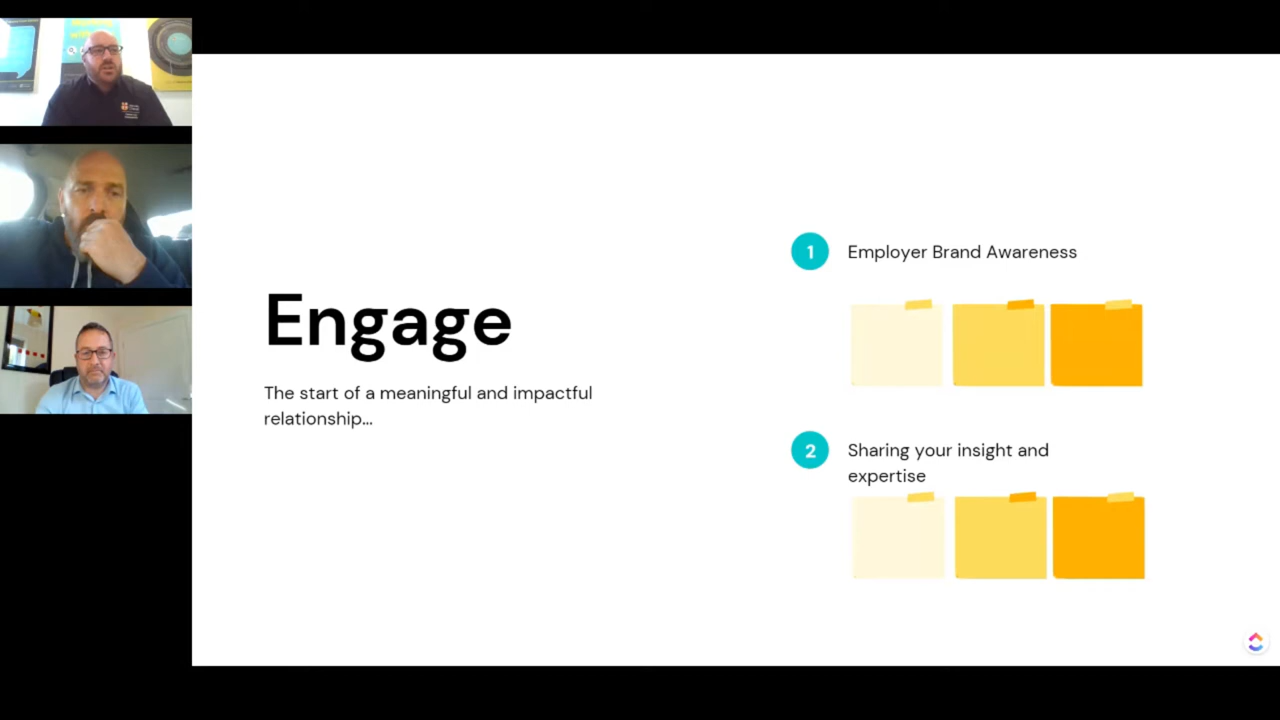 Engage
The start of a meaningful and impactful
relationship...
1
Employer Brand Awareness
2
Sharing your insight and
expertise